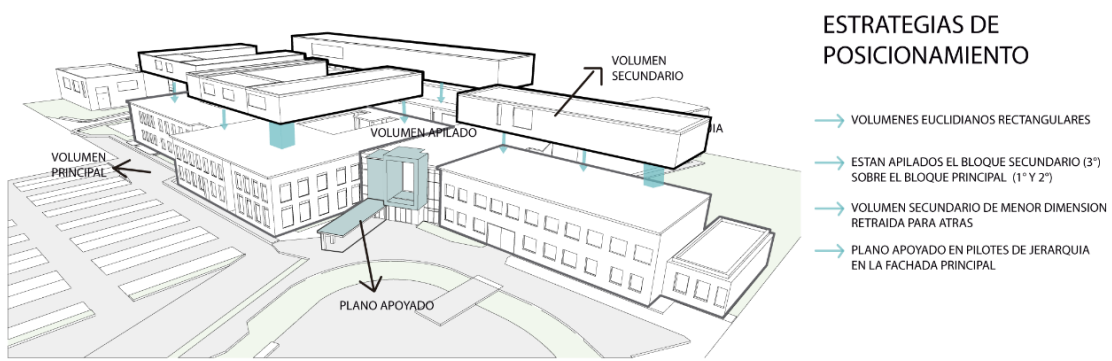 ESTRATEGIAS DE
POSICIONAMIENTO
VOLUMEN
SECUNDARIO
VOLUMENES EUCLIDIANOS RECTANGULARES
VOLUMEN APILADO
VOLUMEN
PRINCIPAL
ESTAN APILADOS EL BLOQUE SECUNDARIO (3°)
SOBRE EL BLOQUE PRINCIPAL (1° Y 2°)
VOLUMEN SECUNDARIO DE MENOR DIMENSION
RETRAIDA PARA ATRAS
PLANO APOYADO EN PILOTES DE JERARQUIA
EN LA FACHADA PRINCIPAL
PLANO APOYADO